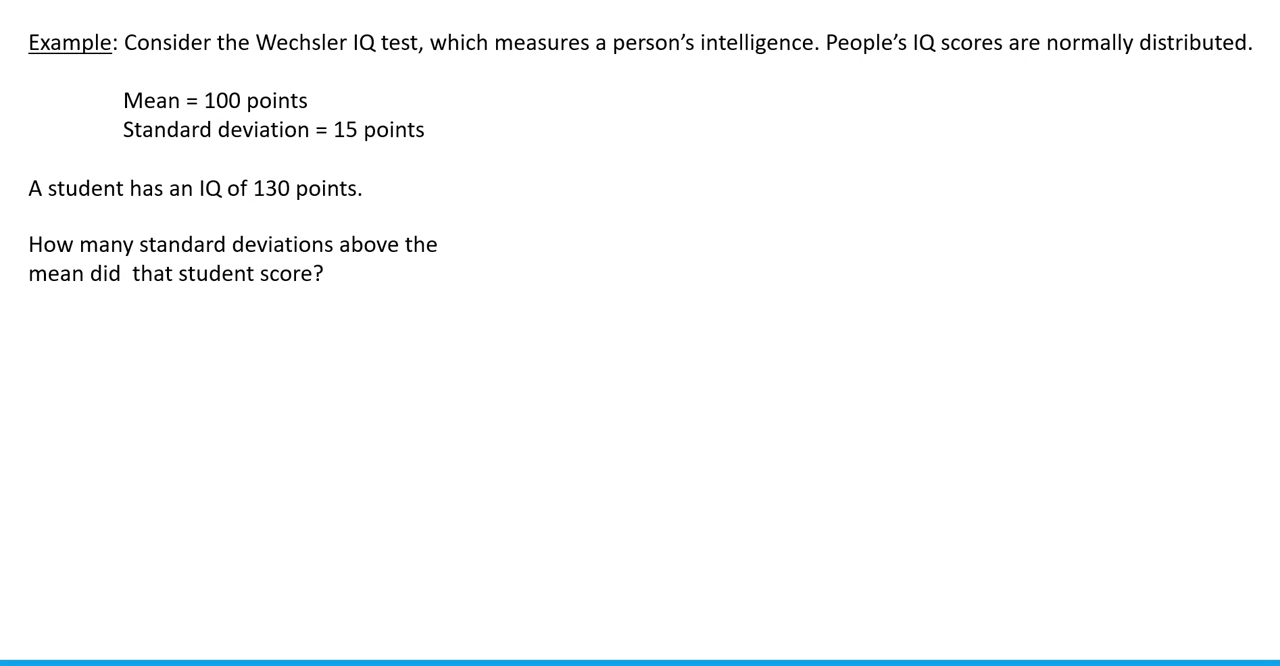 Example: Consider the Wechsler IQ test, which measures a person’s intelligence. People’s IQ scores are normally distributed.
Mean = 100 points
Standard deviation = 15 points
A student has an IQ of 130 points.
How many standard deviations above the
mean did  that student score?